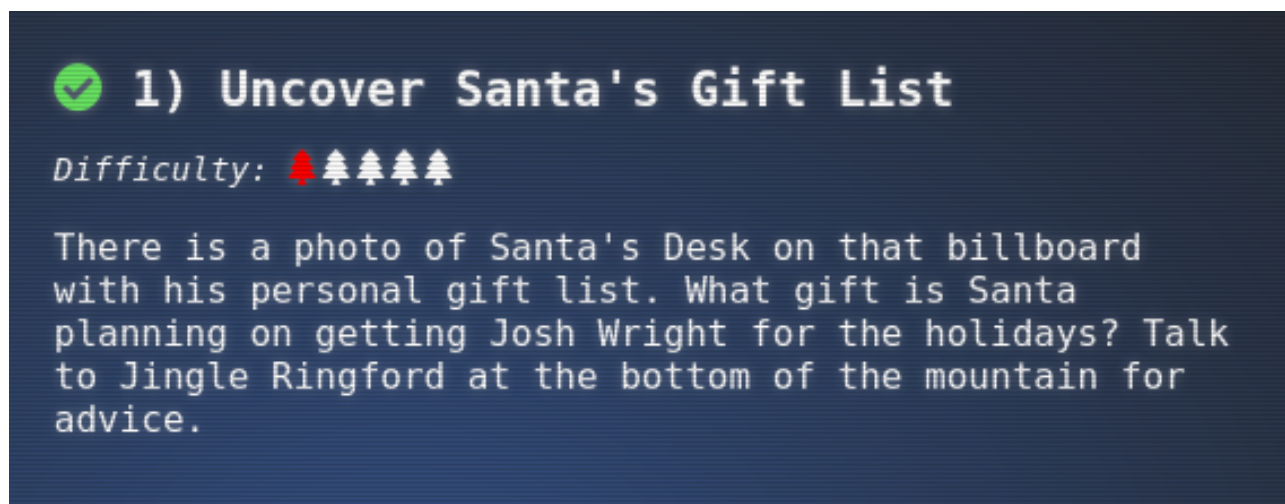 1) Uncover Santa's Gift List
Difficulty:
There is a photo of Santa's Desk on that billboard
with his personal gift list. What gift is Santa
planning on getting Josh Wright for the holidays? Talk
to Jingle Ringford at the bottom of the mountain for
advice.